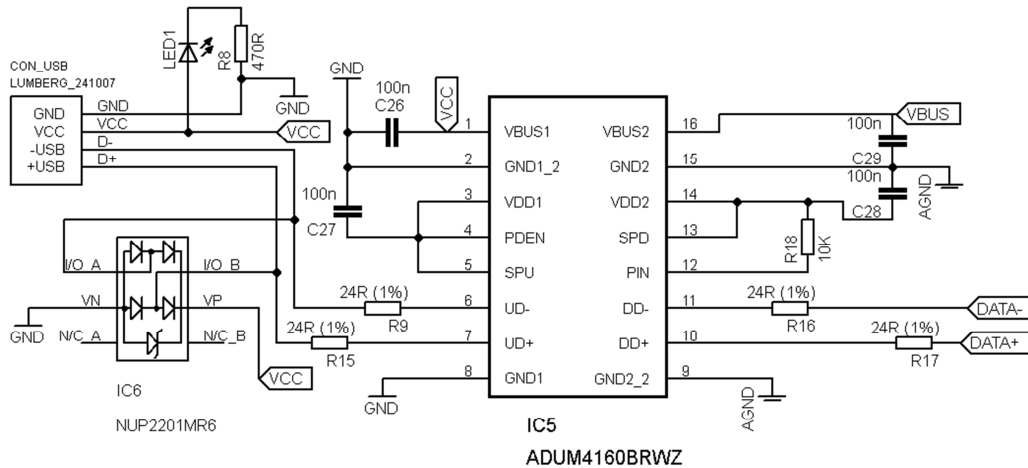 LED1
R8
470R
GND
CON_USB
LUMBERG_241007
GND GND
VCC VCC VCC
-USB D-
+USB D+
GND
100n
C26
VCC
100n
C27
1 VBUS1
2 GND1_2
3 VDD1
4 PDEN
5 SPU
6 UD-
7 UD+
8 GND1
VBUS2 16
GND2 15
VDD2 14
SPD 13
PIN 12
DD- 11
DD+ 10
GND2_2 9
VBUS
100n
C29
100n
C28
AGND
R18
10K
I/O_A I/O_B
VN VP
GND
N/C_A N/C_B
VCC
IC6
NUP2201MR6
24R (1%)
R9
24R (1%)
R15
GND
24R (1%)
R16
DATA-
24R (1%)
R17
DATA+
AGND
IC5
ADUM4160BRWZ